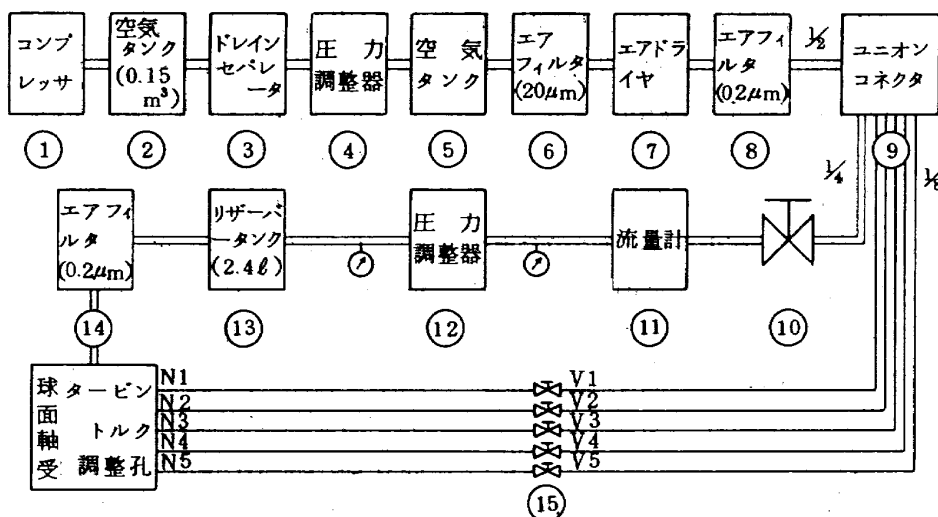 コンプ
レッサ
①
空気
タンク
(0.15
m³)
②
ドレイン
セパレ
ータ
③
圧力
調整器
④
空気
タンク
⑤
エア
フィルタ
(20μm)
⑥
エアドラ
イヤ
⑦
エアフィ
ルタ
(0.2μm)
⑧
1/2
ユニオン
コネクタ
⑨
1/4
エアフィ
ルタ
(0.2μm)
⑭
リザーバ
ータンク
(2.4ℓ)
⑬
圧力
調整器
⑫
流量計
⑪
⑩
球面軸受
タービン
トルク
調整孔
N1
N2
N3
N4
N5
V1
V2
V3
V4
V5
⑮